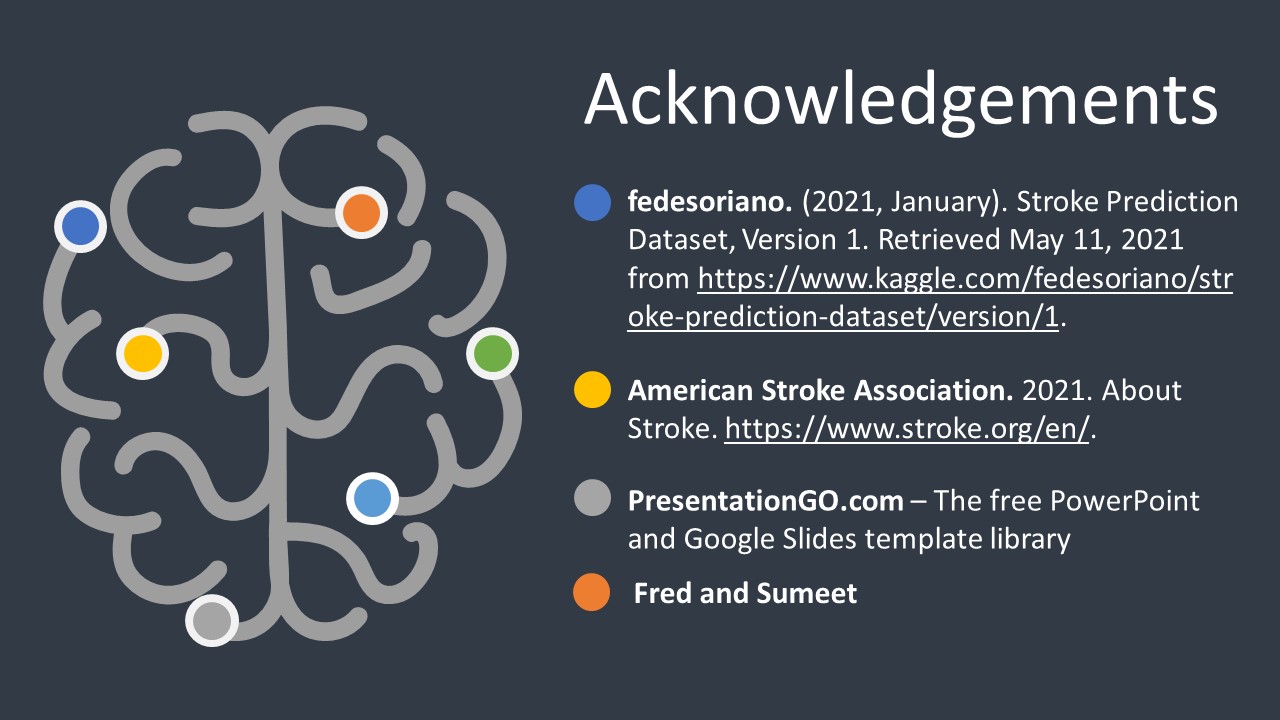 Acknowledgements
fedesoriano. (2021, January). Stroke Prediction
Dataset, Version 1. Retrieved May 11, 2021
from https://www.kaggle.com/fedesoriano/str
oke-prediction-dataset/version/1.
American Stroke Association. 2021. About
Stroke. https://www.stroke.org/en/.
PresentationGO.com – The free PowerPoint
and Google Slides template library
Fred and Sumeet